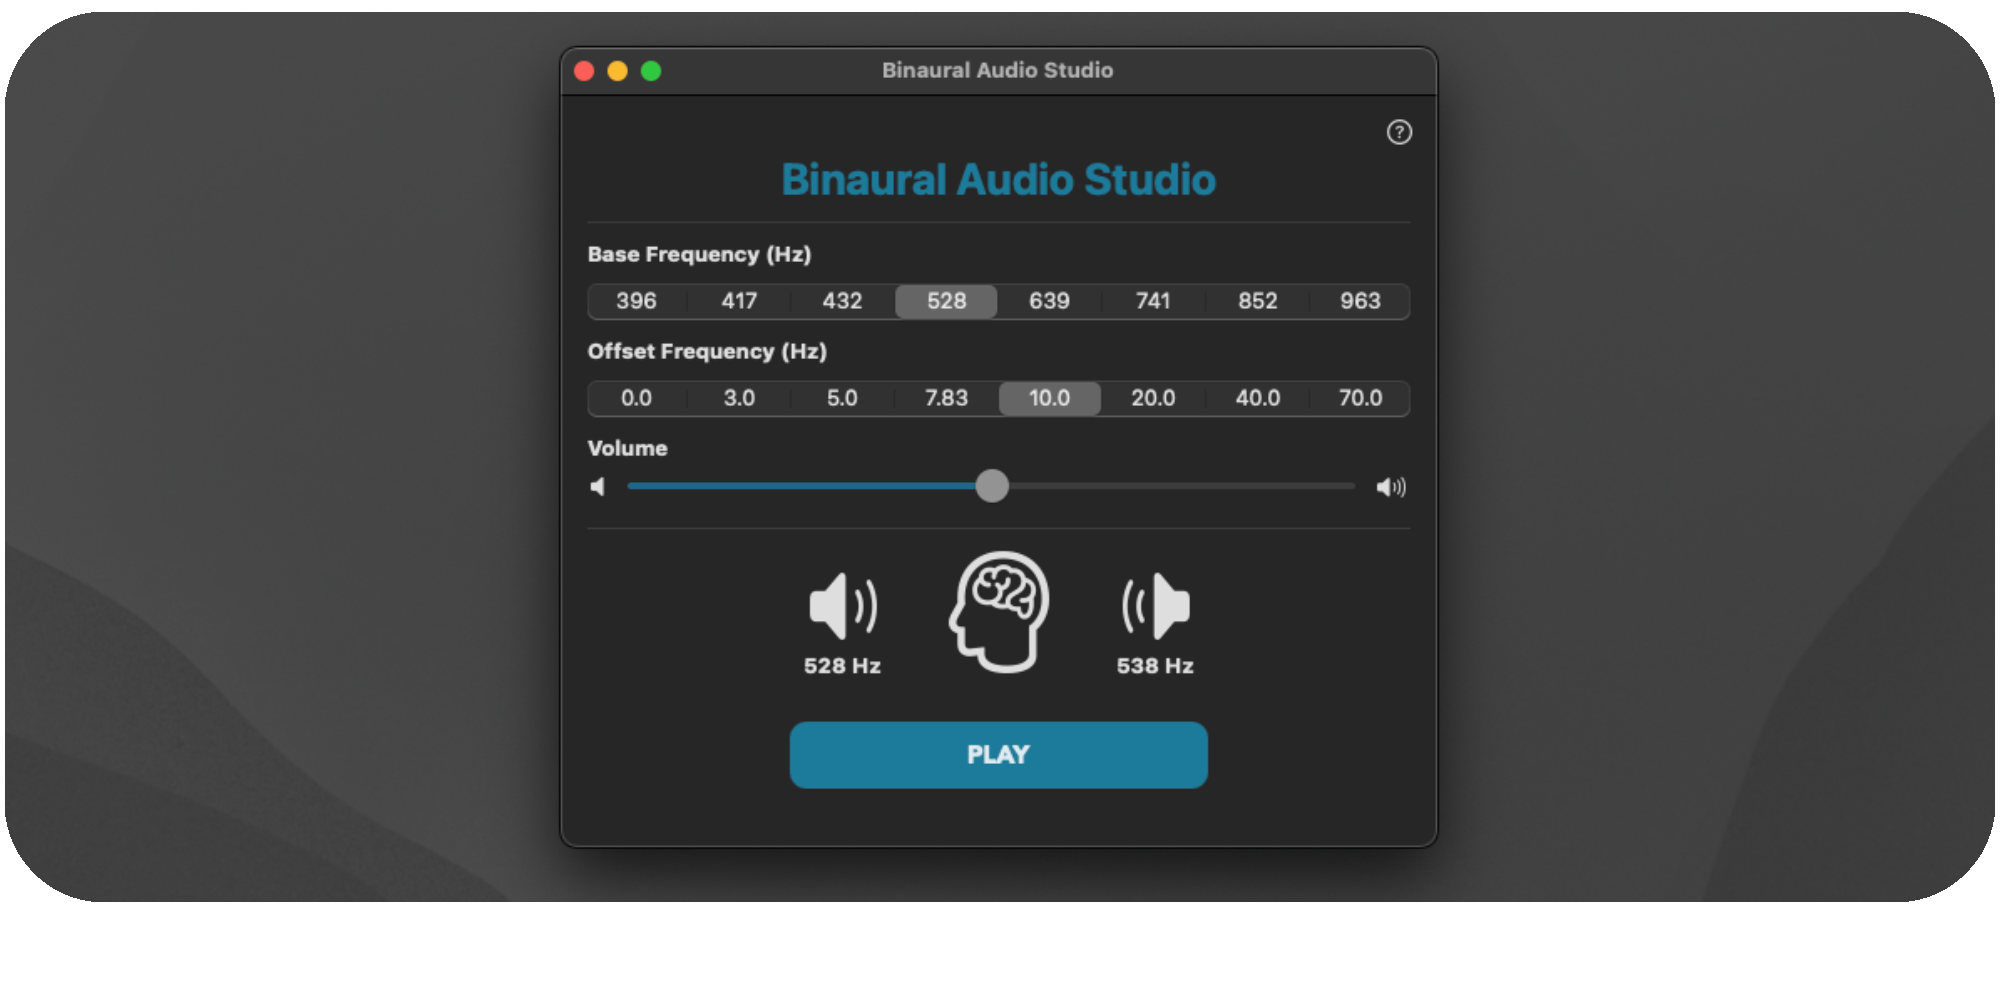 Binaural Audio Studio
?
Binaural Audio Studio
Base Frequency (Hz)
396 417 432 528 639 741 852 963
Offset Frequency (Hz)
0.0 3.0 5.0 7.83 10.0 20.0 40.0 70.0
Volume
528 Hz 538 Hz
PLAY